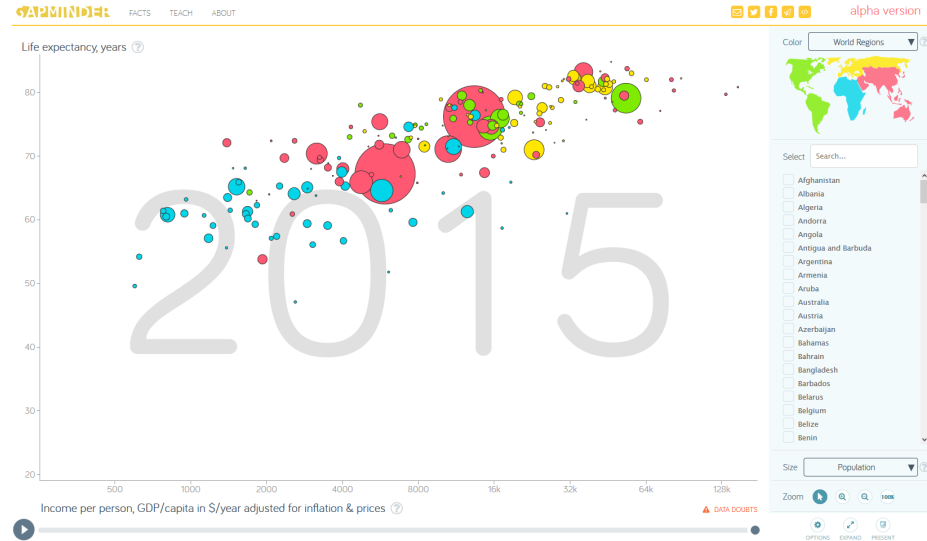 GAPMINDER FACTS TEACH ABOUT
alpha version
Life expectancy, years ?
Color World Regions ▼ ?
80
70
60
50
40
30
20
2015
500 1000 2000 4000 8000 16k 32k 64k 128k
Income per person, GDP/capita in $/year adjusted for inflation & prices ?
DATA DOUBTS
Select Search...
Afghanistan
Albania
Algeria
Andorra
Angola
Antigua and Barbuda
Argentina
Armenia
Aruba
Australia
Austria
Azerbaijan
Bahamas
Bahrain
Bangladesh
Barbados
Belarus
Belgium
Belize
Benin
Size Population ▼ ?
Zoom 100%
OPTIONS EXPAND PRESENT